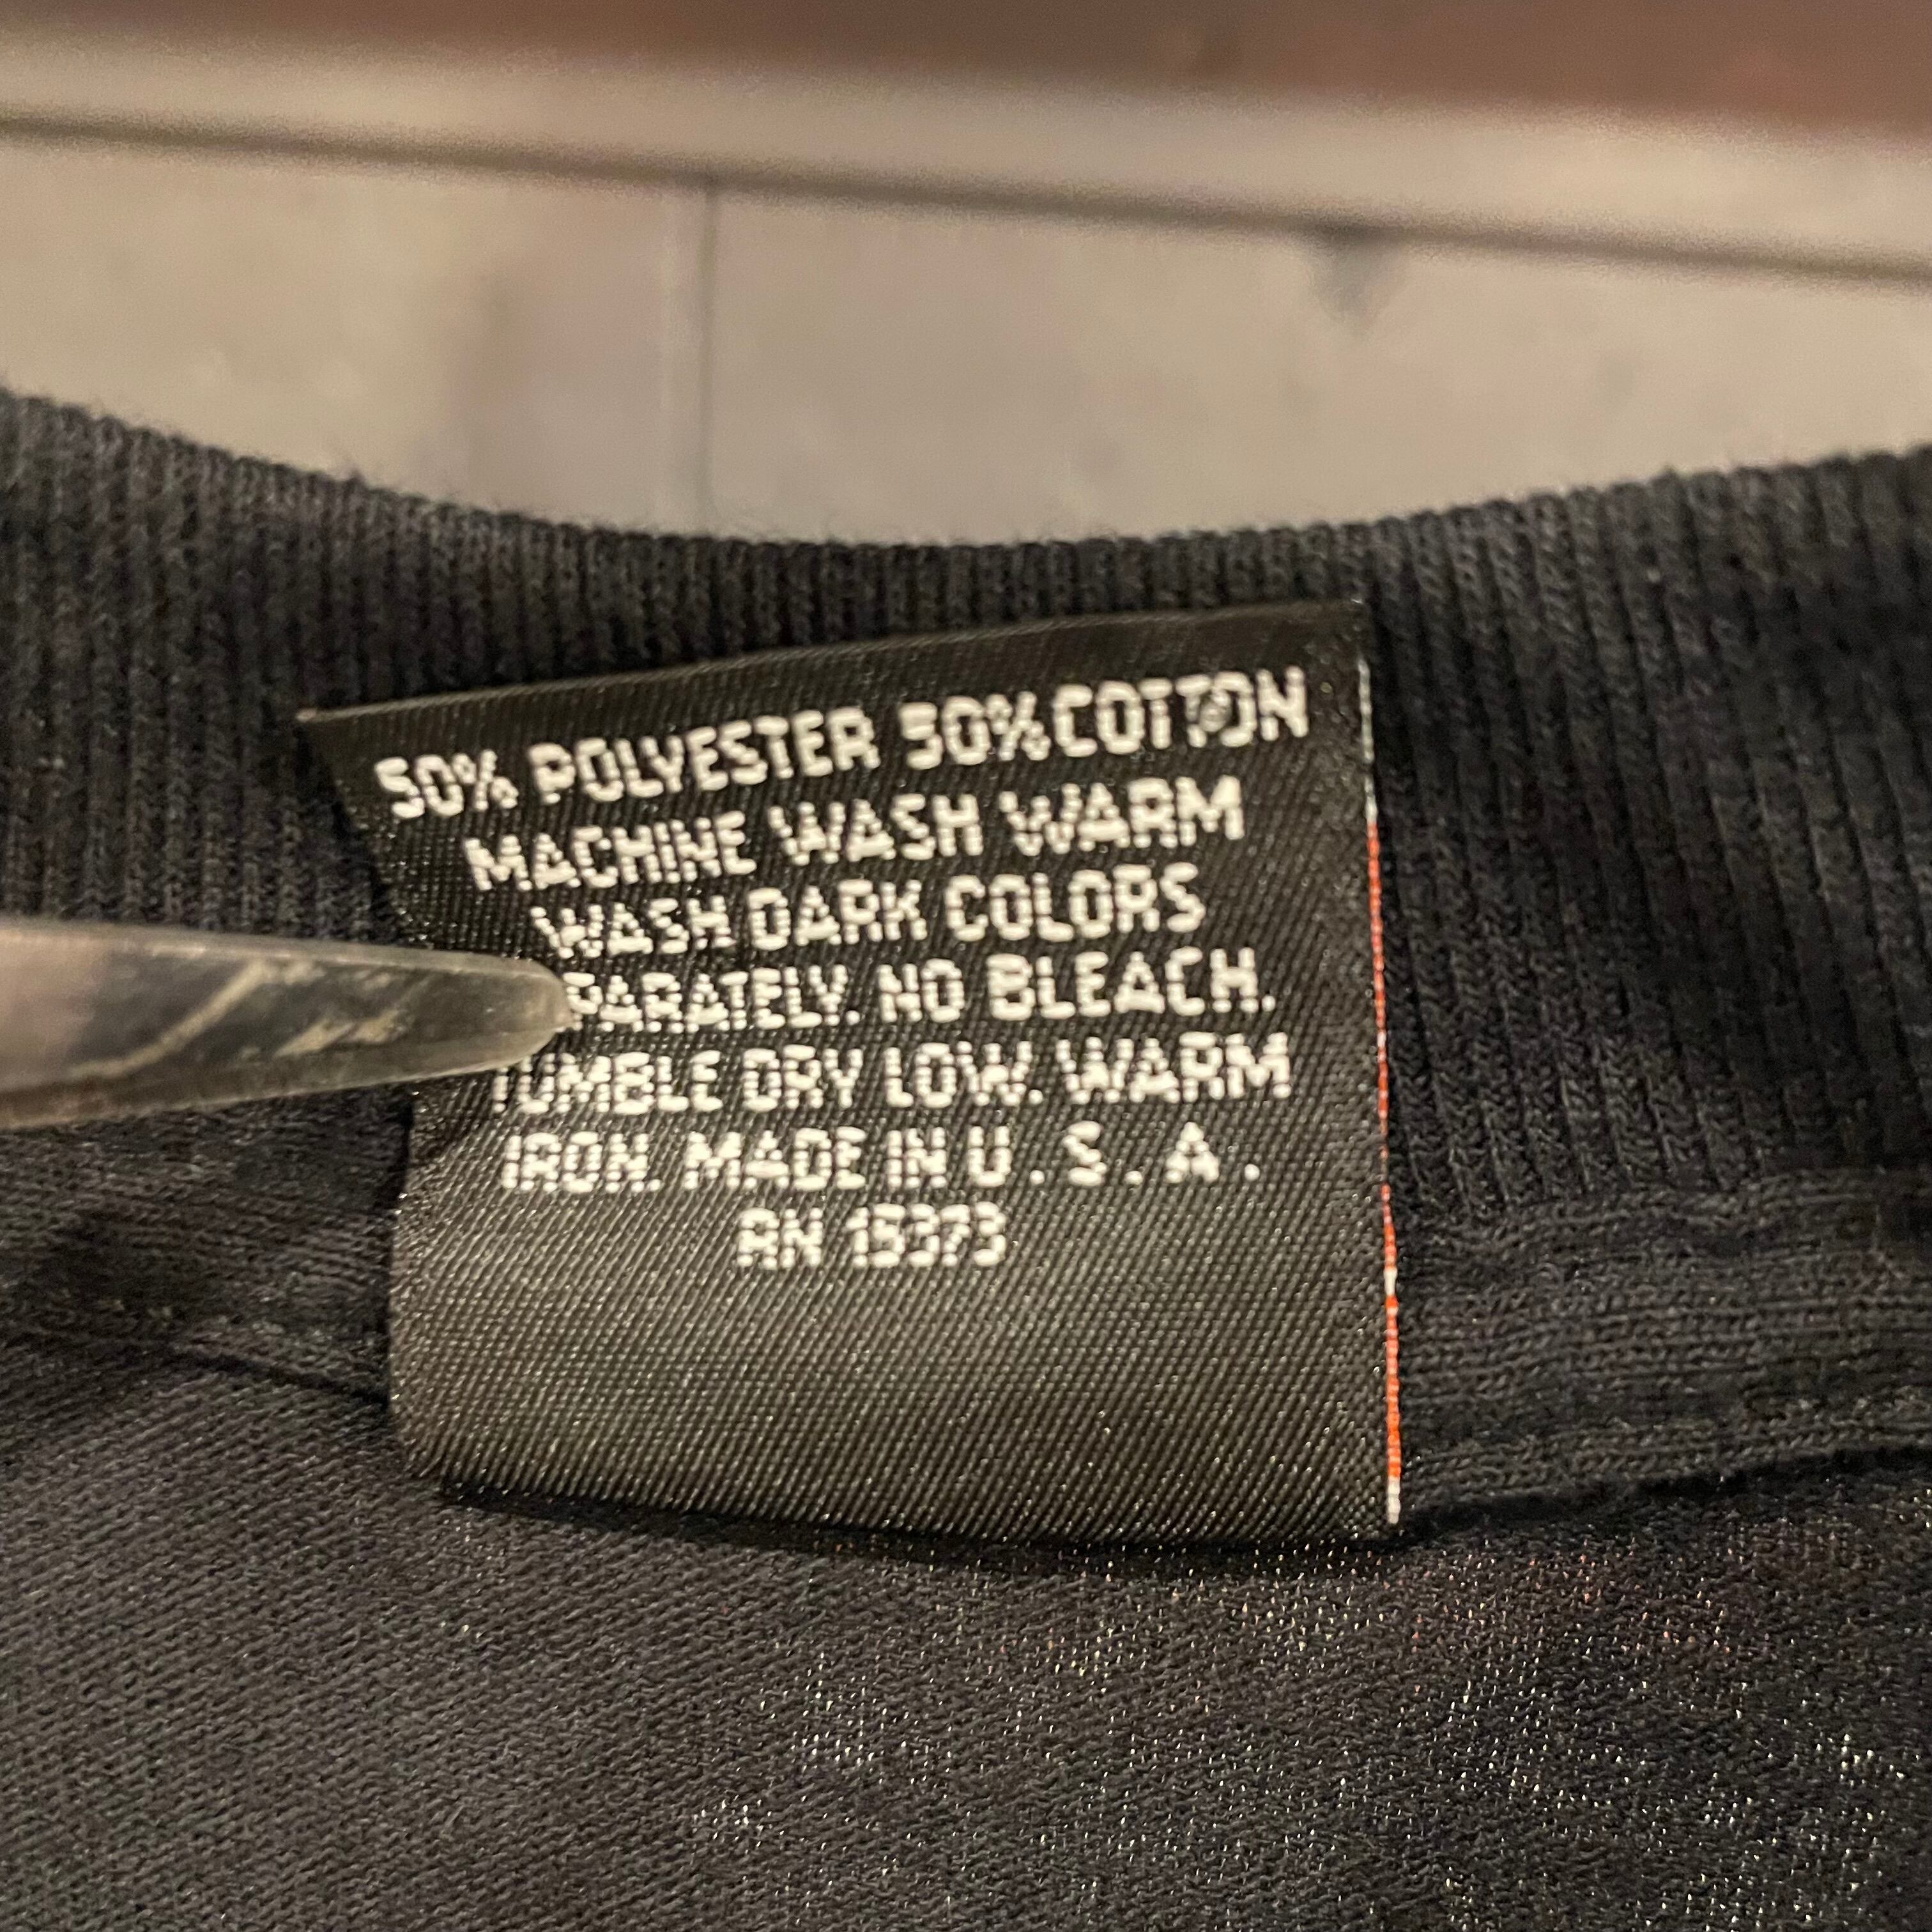 50% POLYESTER 50% COTTON
MACHINE WASH WARM
WASH DARK COLORS
PARATELY. NO BLEACH.
TUMBLE DRY LOW. WARM
IRON. MADE IN U.S.A.
RN 15373